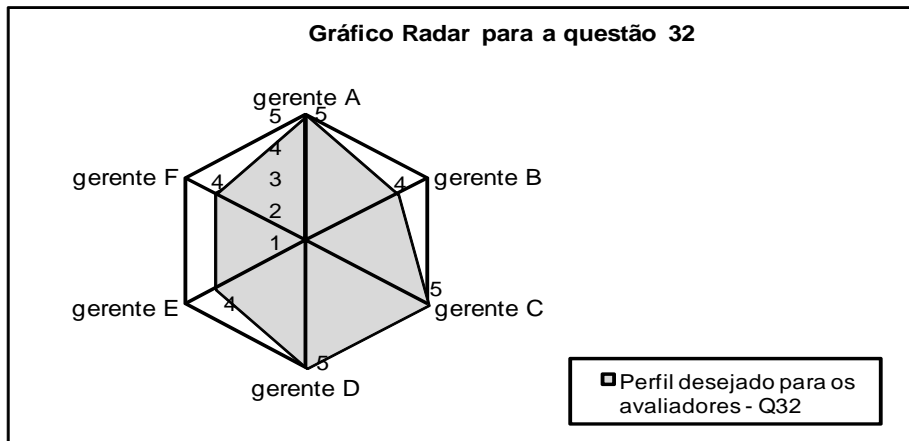 Gráfico Radar para a questão 32
gerente A
5
5
4
gerente F
4
3
4
gerente B
2
1
5
gerente E
4
gerente C
5
gerente D
Perfil desejado para os
avaliadores - Q32